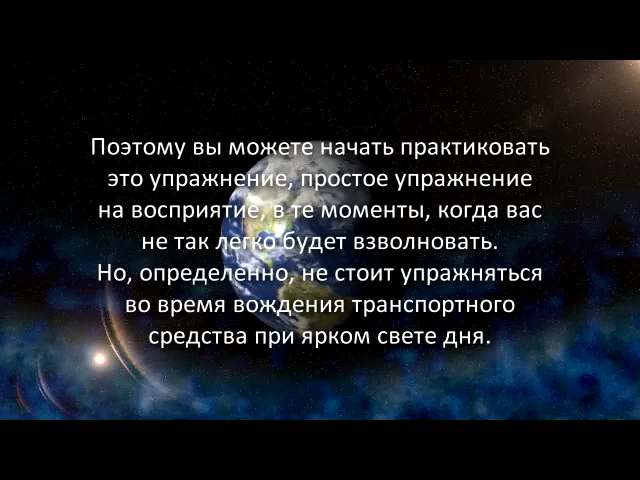 Поэтому вы можете начать практиковать
это упражнение, простое упражнение
на восприятие, в те моменты, когда вас
не так легко будет взволновать.
Но, определенно, не стоит упражняться
во время вождения транспортного
средства при ярком свете дня.